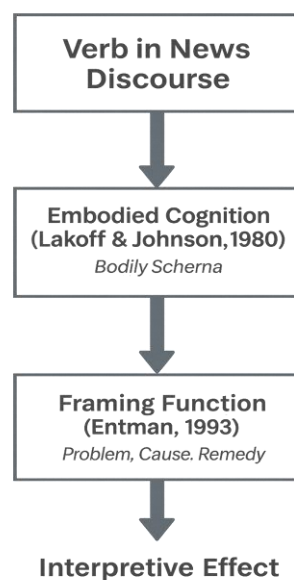 Verb in News
Discourse
Embodied Cognition
(Lakoff & Johnson,1980)
Bodily Scherna
Framing Function
(Entman, 1993)
Problem, Cause. Remedy
Interpretive Effect